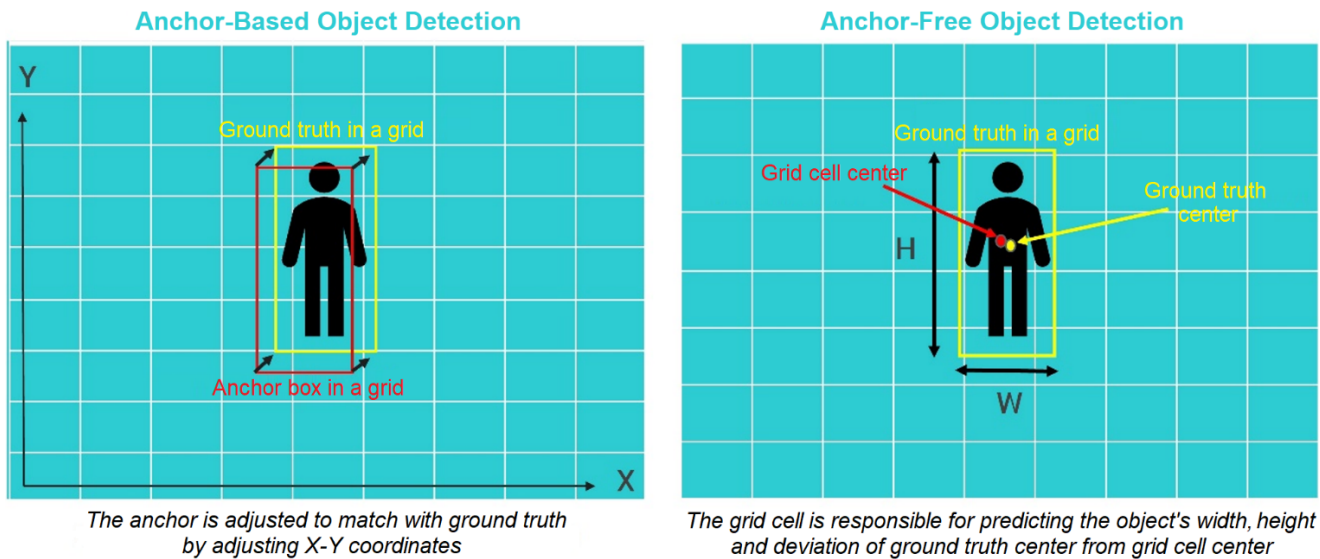 Anchor-Based Object Detection
Y
Ground truth in a grid
Anchor box in a grid
X
The anchor is adjusted to match with ground truth
by adjusting X-Y coordinates
Anchor-Free Object Detection
Ground truth in a grid
Grid cell center
Ground truth
center
H
W
The grid cell is responsible for predicting the object's width, height
and deviation of ground truth center from grid cell center